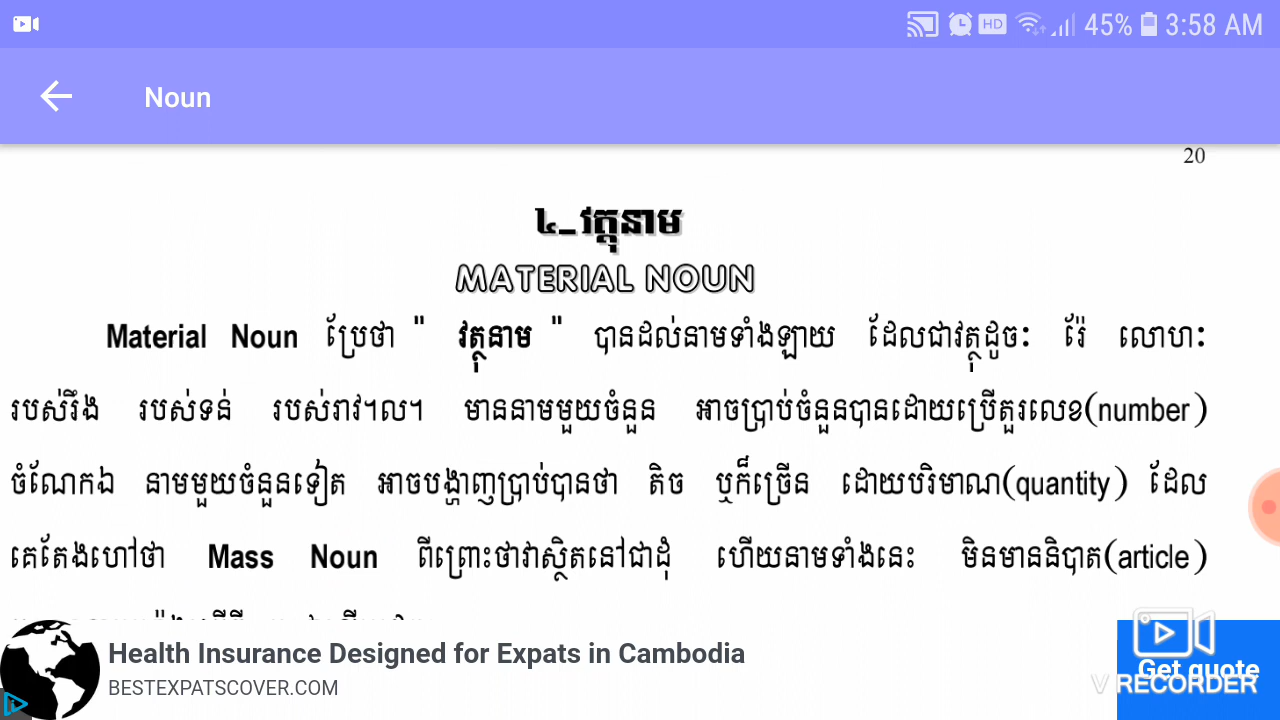 45% 3:58 AM
HD
Noun
20
៤_វត្ថុនាម
MATERIAL NOUN
Material Noun ប្រែថា " វត្ថុនាម " បានដល់នាមទាំងឡាយ ដែលជាវត្ថុដូចៈ រ៉ែ លោហៈ
របស់រឹង របស់ទន់ របស់រាវ។ល។ មាននាមមួយចំនួន អាចប្រាប់ចំនួនបានដោយប្រើតួរលេខ(number)
ចំណែកឯ នាមមួយចំនួនទៀត អាចបង្ហាញប្រាប់បានថា តិច ឬក៏ច្រើន ដោយបរិមាណ(quantity) ដែល
គេតែងហៅថា Mass Noun ពីព្រោះថាវាស្ថិតនៅជាដុំ ហើយនាមទាំងនេះ មិនមាននិបាត(article)
Health Insurance Designed for Expats in Cambodia
BESTEXPATSCOVER.COM
Get quote
V RECORDER